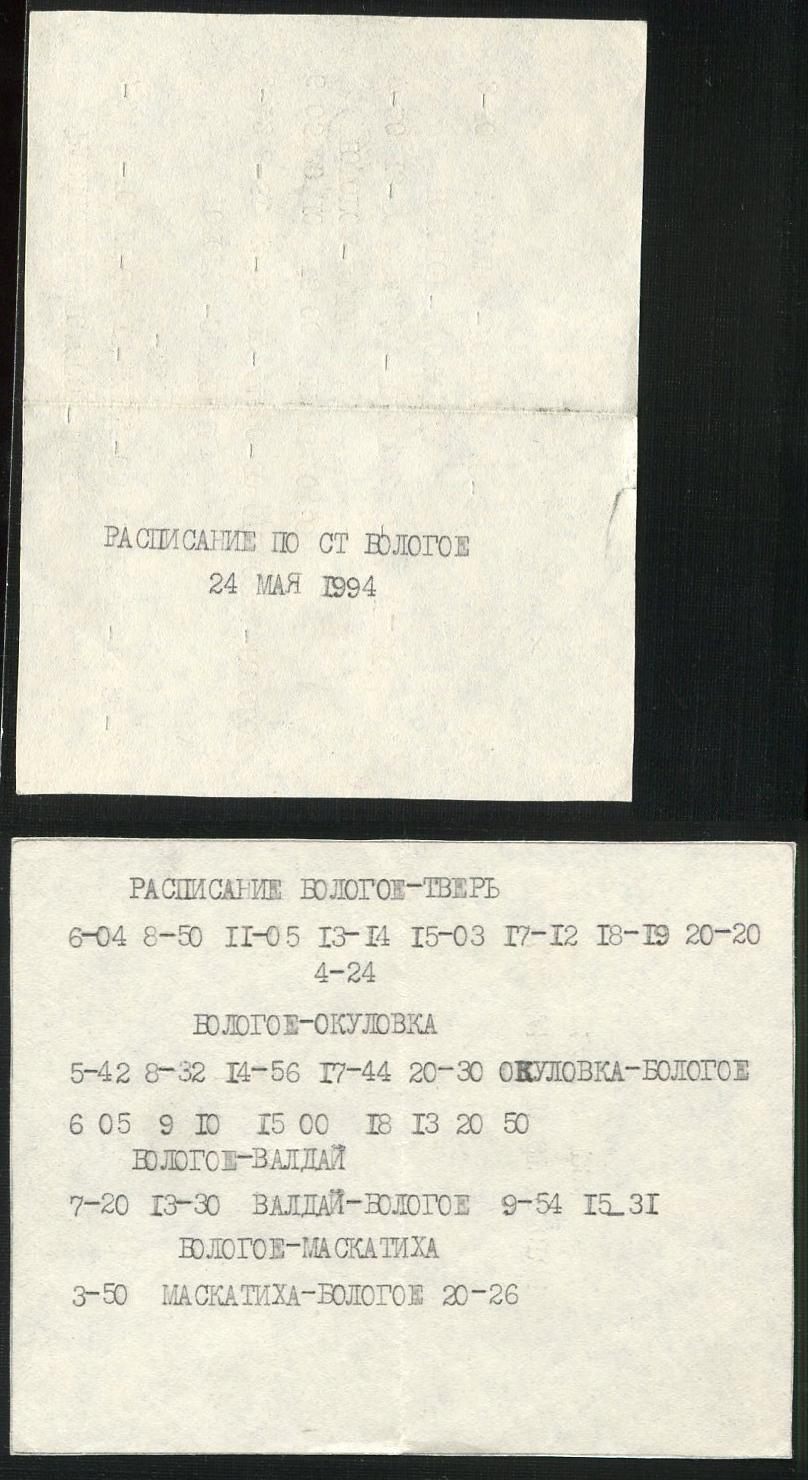 РАСПИСАНИЕ ПО СТ БОЛОГОЕ
24 МАЯ 1994
РАСПИСАНИЕ БОЛОГОЕ-ТВЕРЬ
6-04 8-50 11-05 13-14 15-03 17-12 18-19 20-20
4-24
БОЛОГОЕ-ОКУЛОВКА
5-42 8-32 14-56 17-44 20-30 ОКУЛОВКА-БОЛОГОЕ
6 05 9 10 15 00 18 13 20 50
БОЛОГОЕ-ВАЛДАЙ
7-20 13-30 ВАЛДАЙ-БОЛОГОЕ 9-54 15_31
БОЛОГОЕ-МАСКАТИХА
3-50 МАСКАТИХА-БОЛОГОЕ 20-26